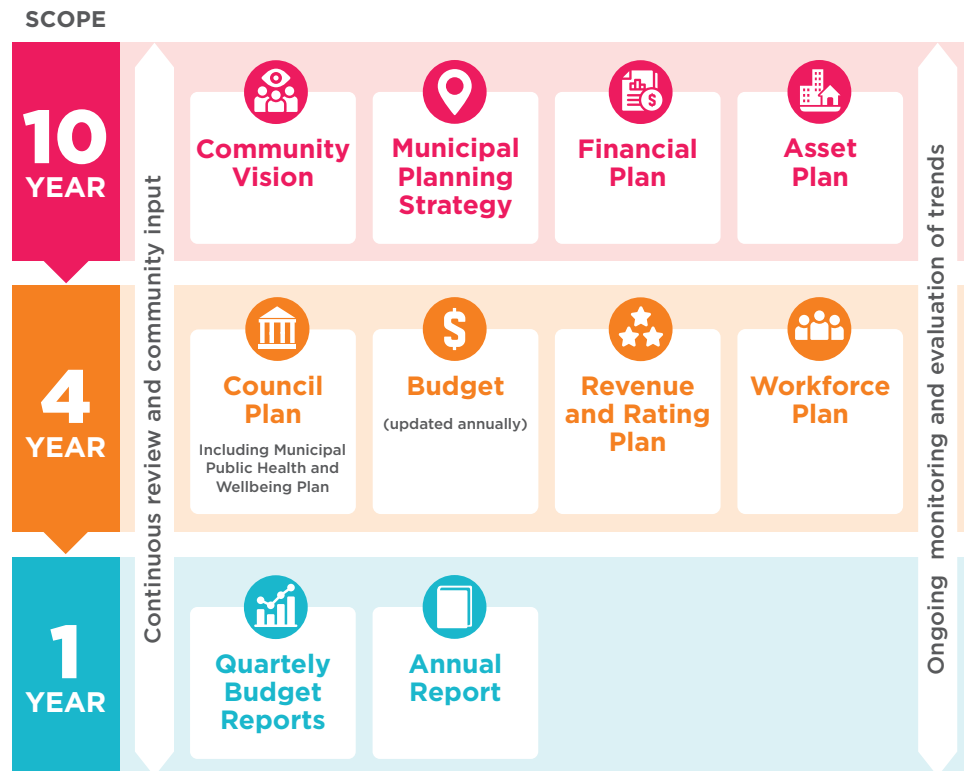 SCOPE
10
YEAR
Continuous review and community input
Community
Vision
Municipal
Planning
Strategy
Financial
Plan
Asset
Plan
Ongoing monitoring and evaluation of trends
4
YEAR
Council
Plan
Including Municipal
Public Health and
Wellbeing Plan
Budget
(updated annually)
Revenue
and Rating
Plan
Workforce
Plan
1
YEAR
Quartely
Budget
Reports
Annual
Report